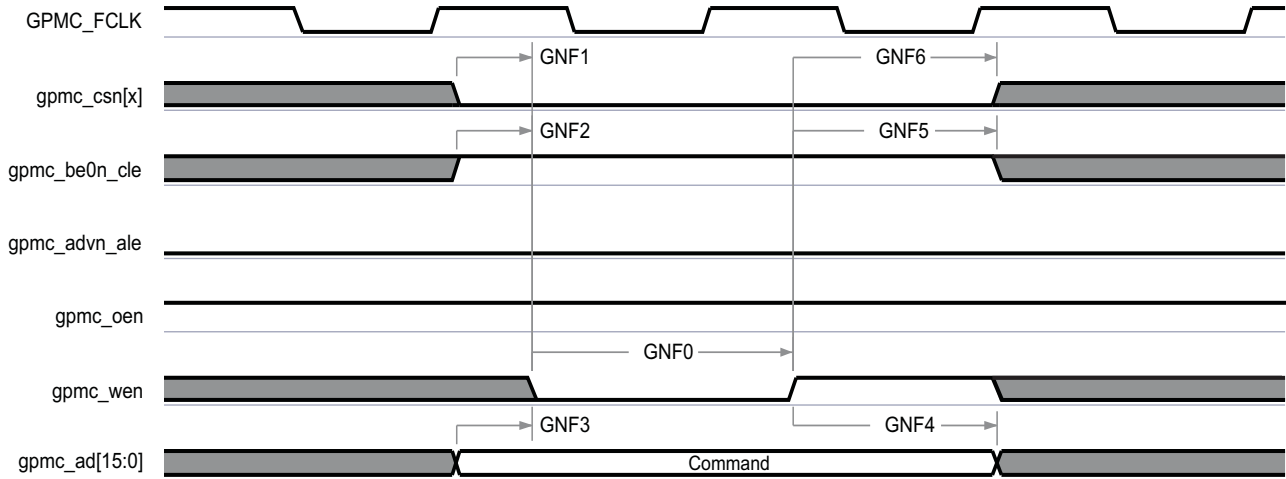 GPMC_FCLK
GNF1 GNF6
gpmc_csn[x]
GNF2 GNF5
gpmc_be0n_cle
gpmc_advn_ale
gpmc_oen
GNF0
gpmc_wen
GNF3 GNF4
gpmc_ad[15:0] Command